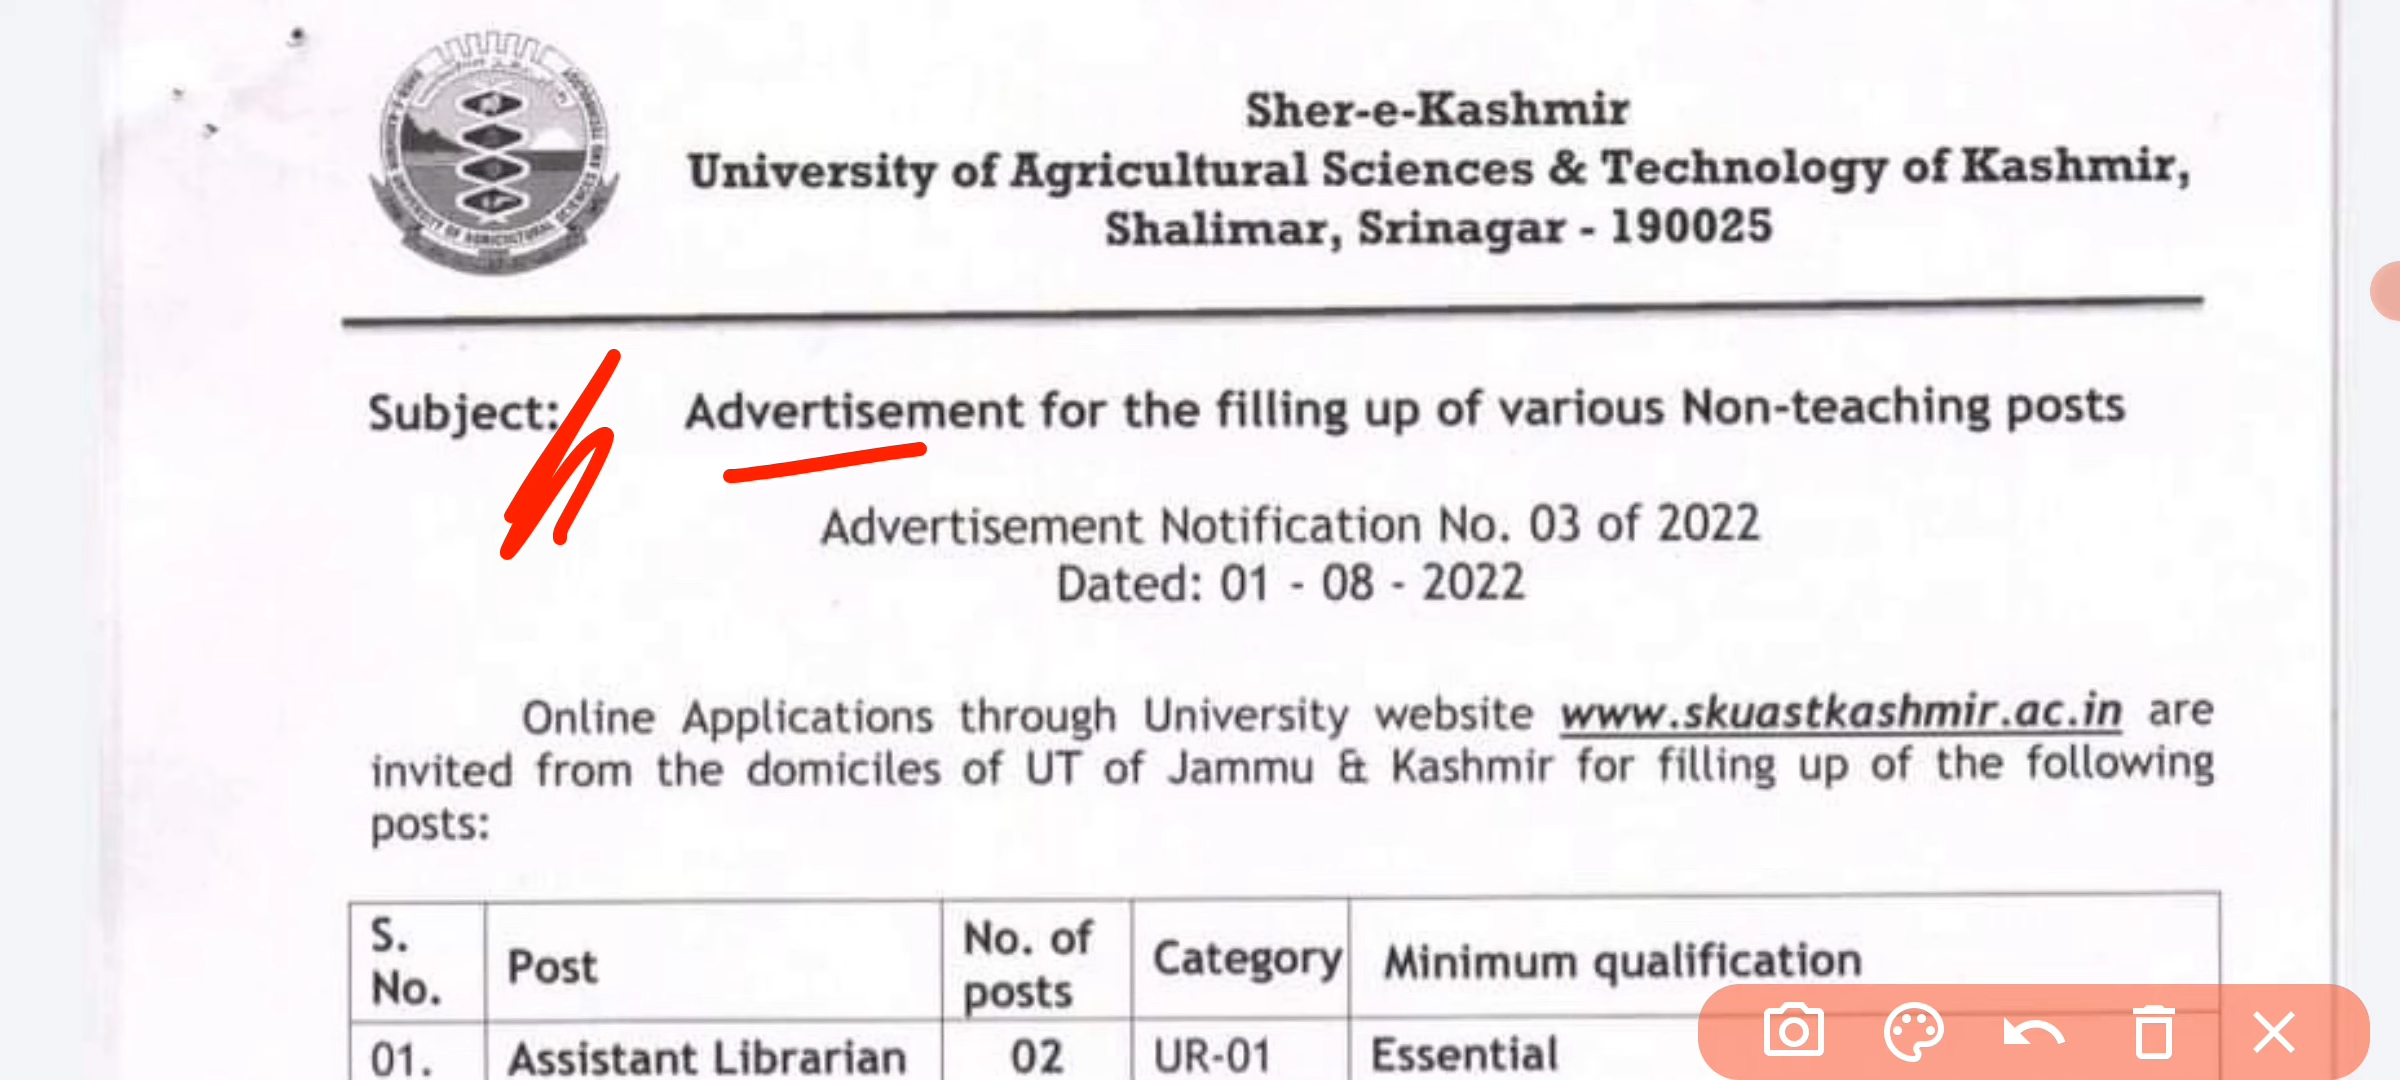 Sher-e-Kashmir
University of Agricultural Sciences & Technology of Kashmir,
Shalimar, Srinagar - 190025
Subject: Advertisement for the filling up of various Non-teaching posts
Advertisement Notification No. 03 of 2022
Dated: 01 - 08 - 2022
Online Applications through University website www.skuastkashmir.ac.in are
invited from the domiciles of UT of Jammu & Kashmir for filling up of the following
posts:
S. No. Post No. of posts Category Minimum qualification
01. Assistant Librarian 02 UR-01 Essential